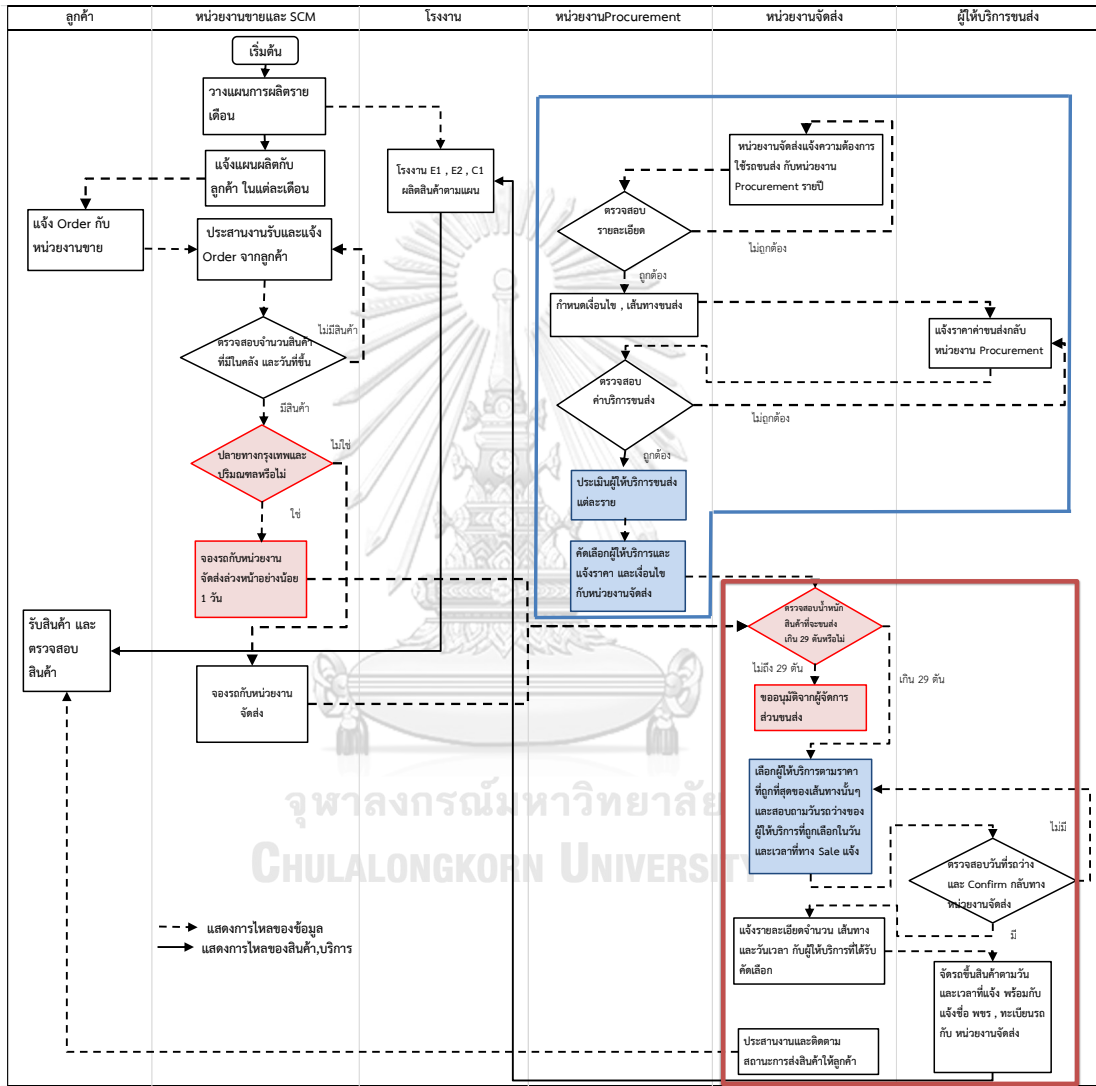 ลูกค้า
หน่วยงานขายและ SCM
โรงงาน
หน่วยงานProcurement
หน่วยงานจัดส่ง
ผู้ให้บริการขนส่ง
เริ่มต้น
วางแผนการผลิตราย
เดือน
แจ้งแผนผลิตกับ
ลูกค้า ในแต่ละเดือน
โรงงาน E1 , E2 , C1
ผลิตสินค้าตามแผน
แจ้ง Order กับ
หน่วยงานขาย
ประสานงานรับและแจ้ง
Order จากลูกค้า
ไม่มีสินค้า
ตรวจสอบจำนวนสินค้า
ที่มีในคลัง และวันที่ขึ้น
มีสินค้า
ปลายทางกรุงเทพและ
ปริมณฑลหรือไม่
ไม่ใช่
ใช่
จองรถกับหน่วยงาน
จัดส่งล่วงหน้าอย่างน้อย
1 วัน
รับสินค้า และ
ตรวจสอบ
สินค้า
จองรถกับหน่วยงาน
จัดส่ง
หน่วยงานจัดส่งแจ้งความต้องการ
ใช้รถขนส่ง กับหน่วยงาน
Procurement รายปี
ตรวจสอบ
รายละเอียด
ไม่ถูกต้อง
ถูกต้อง
กำหนดเงื่อนไข , เส้นทางขนส่ง
แจ้งราคาค่าขนส่งกลับ
หน่วยงาน Procurement
ตรวจสอบ
ค่าบริการขนส่ง
ไม่ถูกต้อง
ถูกต้อง
ประเมินผู้ให้บริการขนส่ง
แต่ละราย
คัดเลือกผู้ให้บริการและ
แจ้งราคา และเงื่อนไข
กับหน่วยงานจัดส่ง
ตรวจสอบน้ำหนัก
สินค้าที่จะขนส่ง
เกิน 29 ตันหรือไม่
ไม่ถึง 29 ตัน
เกิน 29 ตัน
ขออนุมัติจากผู้จัดการ
ส่วนขนส่ง
เลือกผู้ให้บริการตามราคา
ที่ถูกที่สุดของเส้นทางนั้นๆ
และสอบถามวันรถว่างของ
ผู้ให้บริการที่ถูกเลือกในวัน
และเวลาที่ทาง Sale แจ้ง
ไม่มี
ตรวจสอบวันที่รถว่าง
และ Confirm กลับทาง
หน่วยงานจัดส่ง
มี
แจ้งรายละเอียดจำนวน เส้นทาง
และวันเวลา กับผู้ให้บริการที่ได้รับ
คัดเลือก
จัดรถขึ้นสินค้าตามวัน
และเวลาที่แจ้ง พร้อมกับ
แจ้งชื่อ พขร , ทะเบียนรถ
กับ หน่วยงานจัดส่ง
ประสานงานและติดตาม
สถานะการส่งสินค้าให้ลูกค้า
แสดงการไหลของข้อมูล
แสดงการไหลของสินค้า,บริการ
จุฬาลงกรณ์มหาวิทยาลัย
CHULALONGKORN UNIVERSITY